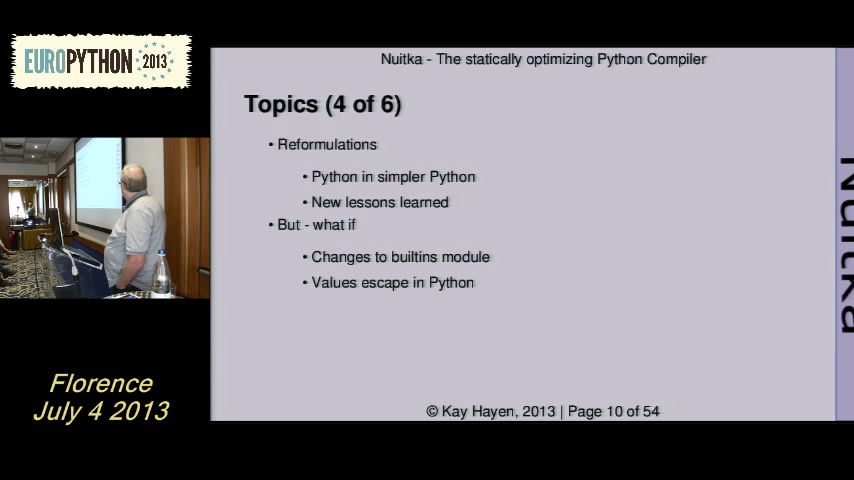 EUROPYTHON 2013
Nuitka - The statically optimizing Python Compiler
Topics (4 of 6)
• Reformulations
• Python in simpler Python
• New lessons learned
• But - what if
• Changes to builtins module
• Values escape in Python
© Kay Hayen, 2013 | Page 10 of 54
Nuitka
Florence
July 4 2013